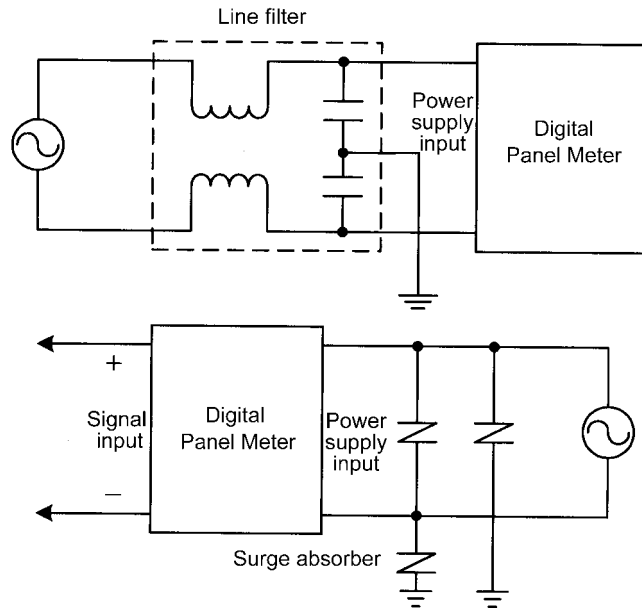 Line filter
Power
supply
input
Digital
Panel Meter
+
Signal
input
–
Digital
Panel Meter
Power
supply
input
Surge absorber